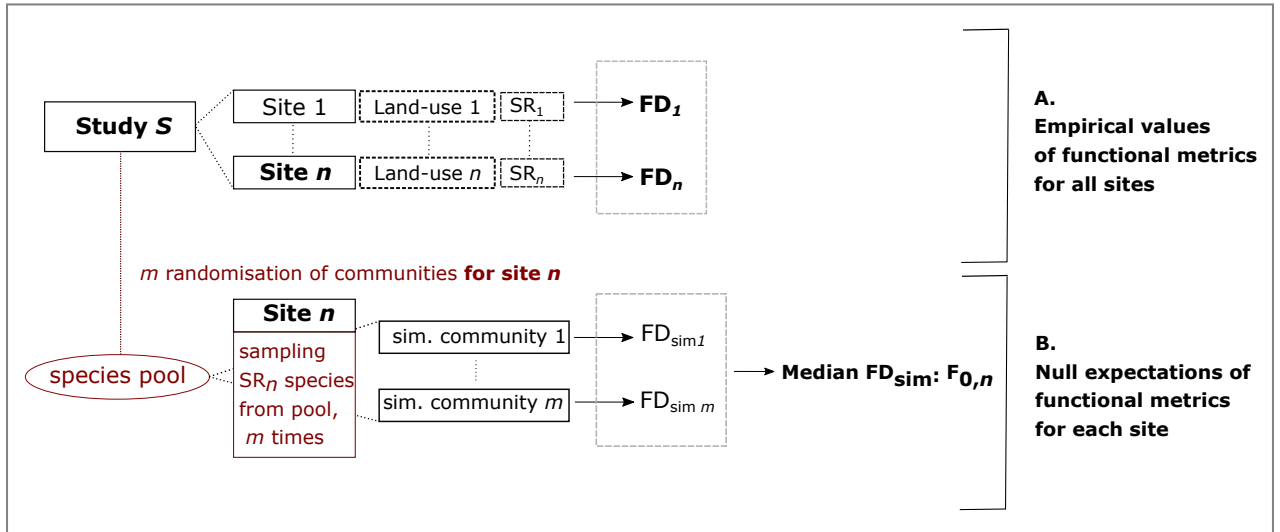 Study S
Site 1
Land-use 1
SR1
FD1
Site n
Land-use n
SRn
FDn
A.
Empirical values
of functional metrics
for all sites
m randomisation of communities for site n
species pool
Site n
sampling
SRn species
from pool,
m times
sim. community 1
FDsim1
sim. community m
FDsim m
Median FDsim: F0,n
B.
Null expectations of
functional metrics
for each site